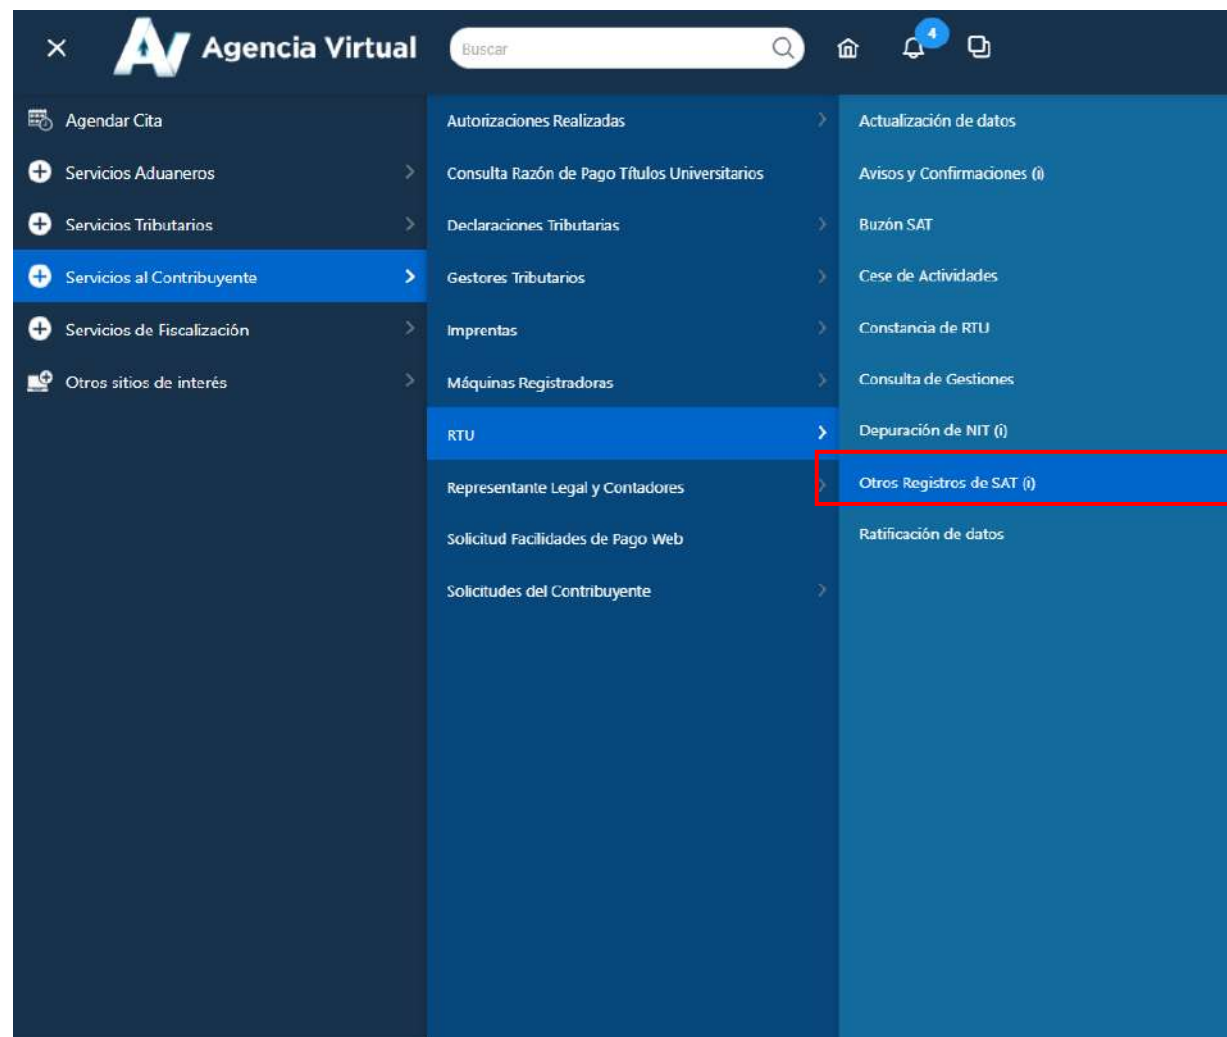 Agencia Virtual
Buscar
4
Agendar Cita
Servicios Aduaneros
Servicios Tributarios
Servicios al Contribuyente
Servicios de Fiscalización
Otros sitios de interés
Autorizaciones Realizadas
Consulta Razón de Pago Títulos Universitarios
Declaraciones Tributarias
Gestores Tributarios
Imprentas
Máquinas Registradoras
RTU
Representante Legal y Contadores
Solicitud Facilidades de Pago Web
Solicitudes del Contribuyente
Actualización de datos
Avisos y Confirmaciones (i)
Buzón SAT
Cese de Actividades
Constancia de RTU
Consulta de Gestiones
Depuración de NIT (i)
Otros Registros de SAT (i)
Ratificación de datos